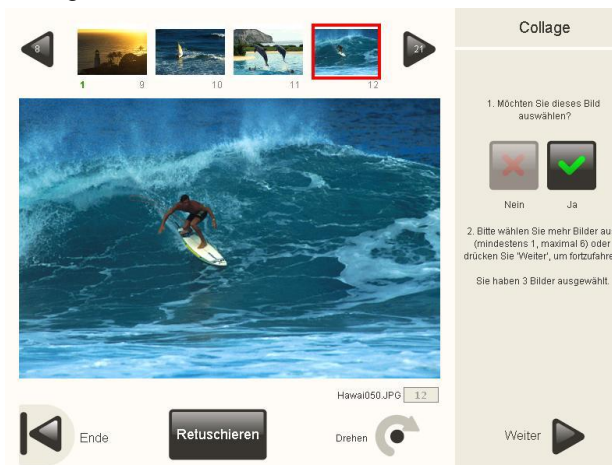 8
21
1 9
10
11
12
Hawai050.JPG 12
Ende
Retuschieren
Drehen
Collage
1. Möchten Sie dieses Bild
auswählen?
Nein Ja
2. Bitte wählen Sie mehr Bilder au
(mindestens 1, maximal 6) oder
drücken Sie 'Weiter', um fortzufahre
Sie haben 3 Bilder ausgewählt.
Weiter